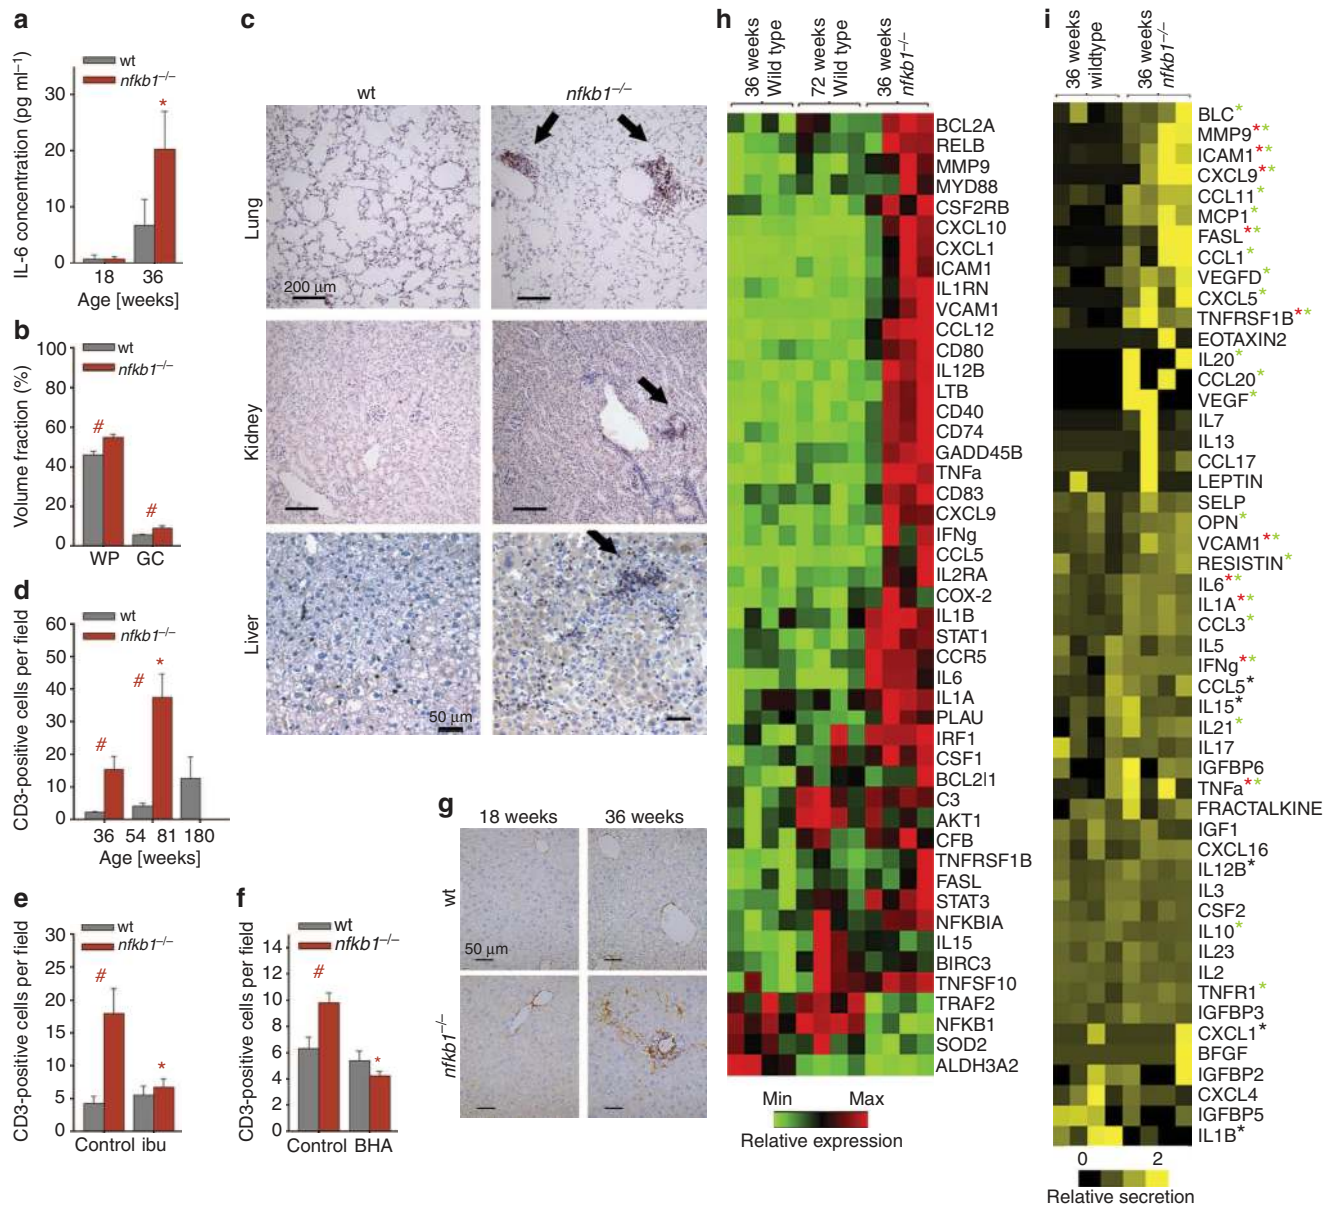 a
wt
nfkb1–/–
IL-6 concentration (pg ml–1)
30
20
10
0
*
18 36
Age [weeks]
b
Volume fraction (%)
100
80
60
40
20
0
wt
nfkb1–/–
#
#
WP GC
c
wt
nfkb1–/–
Lung
200 µm
Kidney
Liver
50 µm
d
wt
nfkb1–/–
CD3-positive cells per field
60
50
40
30
20
10
0
#
# *
36 54 81 180
Age [weeks]
e
wt
nfkb1–/–
CD3-positive cells per field
30
25
20
15
10
5
0
#
*
Control ibu
f
wt
nfkb1–/–
CD3-positive cells per field
14
12
10
8
6
4
2
0
#
*
Control BHA
g
18 weeks 36 weeks
wt
50 µm
nfkb1–/–
h
36 weeks
Wild type
72 weeks
Wild type
36 weeks
nfkb1–/–
BCL2A
RELB
MMP9
MYD88
CSF2RB
CXCL10
CXCL1
ICAM1
IL1RN
VCAM1
CCL12
CD80
IL12B
LTB
CD40
CD74
GADD45B
TNFa
CD83
CXCL9
IFNg
CCL5
IL2RA
COX-2
IL1B
STAT1
CCR5
IL6
IL1A
PLAU
IRF1
CSF1
BCL2l1
C3
AKT1
CFB
TNFRSF1B
FASL
STAT3
NFKBIA
IL15
BIRC3
TNFSF10
TRAF2
NFKB1
SOD2
ALDH3A2
Min Max
Relative expression
i
36 weeks
wildtype
36 weeks
nfkb1–/–
BLC*
MMP9**
ICAM1**
CXCL9**
CCL11*
MCP1*
FASL**
CCL1*
VEGFD*
CXCL5*
TNFRSF1B**
EOTAXIN2
IL20*
CCL20*
VEGF*
IL7
IL13
CCL17
LEPTIN
SELP
OPN*
VCAM1**
RESISTIN*
IL6**
IL1A**
CCL3*
IL5
IFNg**
CCL5*
IL15*
IL21*
IL17
IGFBP6
TNFa**
FRACTALKINE
IGF1
CXCL16
IL12B*
IL3
CSF2
IL10*
IL23
IL2
TNFR1*
IGFBP3
CXCL1*
BFGF
IGFBP2
CXCL4
IGFBP5
IL1B*
0 2
Relative secretion